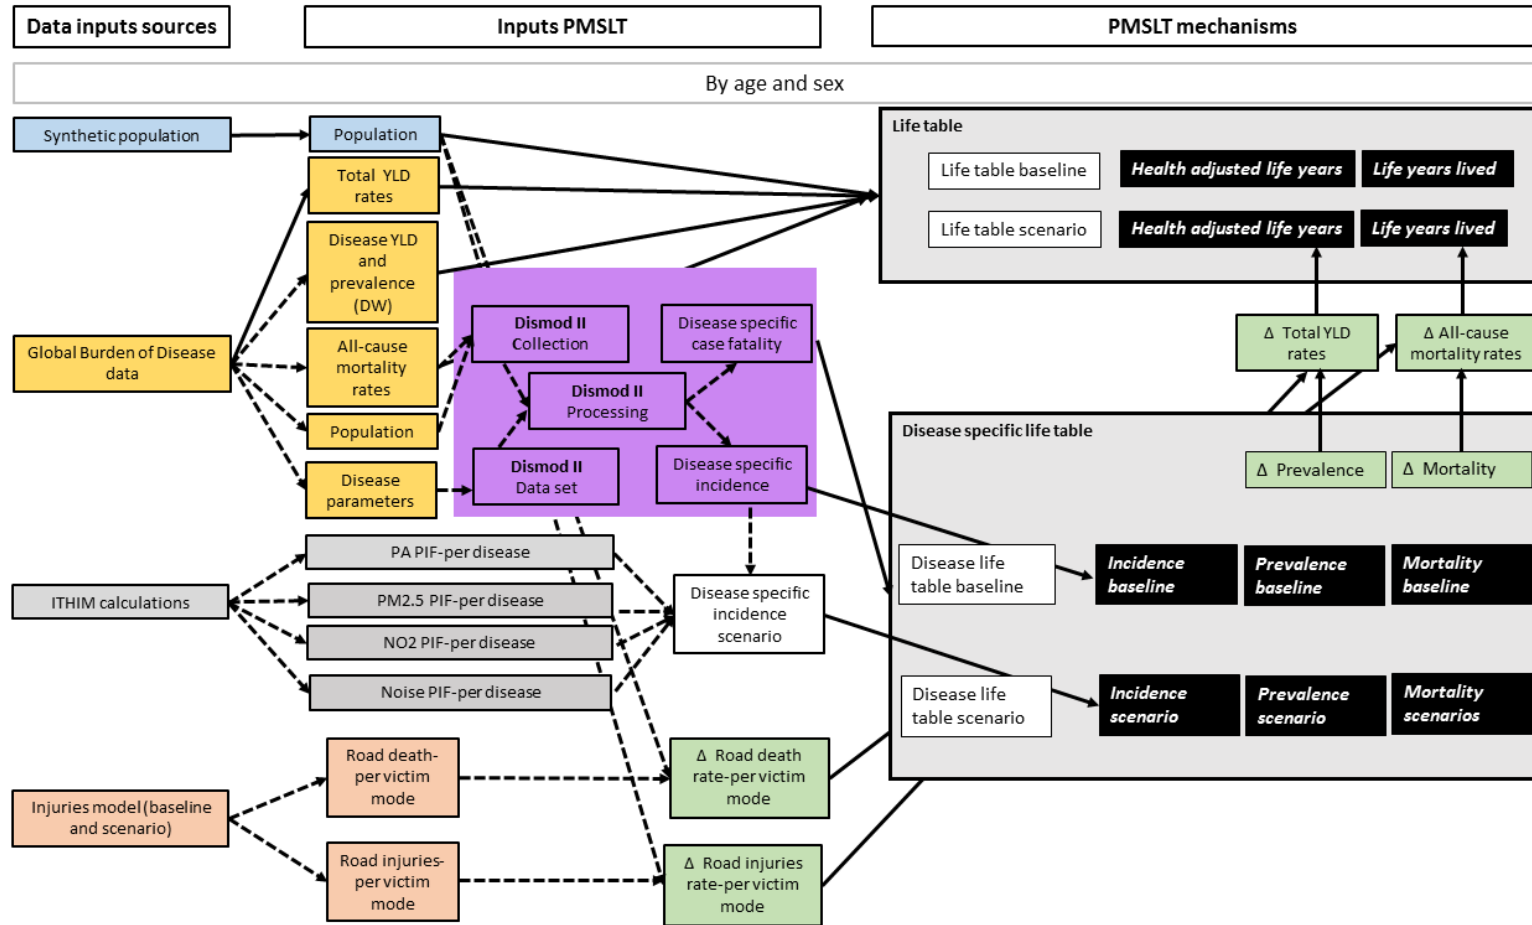 Data inputs sources
Inputs PMSLT
PMSLT mechanisms
By age and sex
Synthetic population
Population
Total YLD
rates
Disease YLD
and
prevalence
(DW)
Global Burden of Disease
data
All-cause
mortality
rates
Population
Disease
parameters
Dismod II
Collection
Disease specific
case fatality
Dismod II
Processing
Dismod II
Data set
Disease specific
incidence
ITHIM calculations
PA PIF-per disease
PM2.5 PIF-per disease
NO2 PIF-per disease
Noise PIF-per disease
Disease specific
incidence
scenario
Injuries model (baseline
and scenario)
Road death-
per victim
mode
Road injuries-
per victim
mode
Δ Road death
rate-per victim
mode
Δ Road injuries
rate-per victim
mode
Life table
Life table baseline
Health adjusted life years
Life years lived
Life table scenario
Health adjusted life years
Life years lived
Δ Total YLD
rates
Δ All-cause
mortality rates
Disease specific life table
Δ Prevalence
Δ Mortality
Disease life
table baseline
Incidence
baseline
Prevalence
baseline
Mortality
baseline
Disease life
table scenario
Incidence
scenario
Prevalence
scenario
Mortality
scenarios